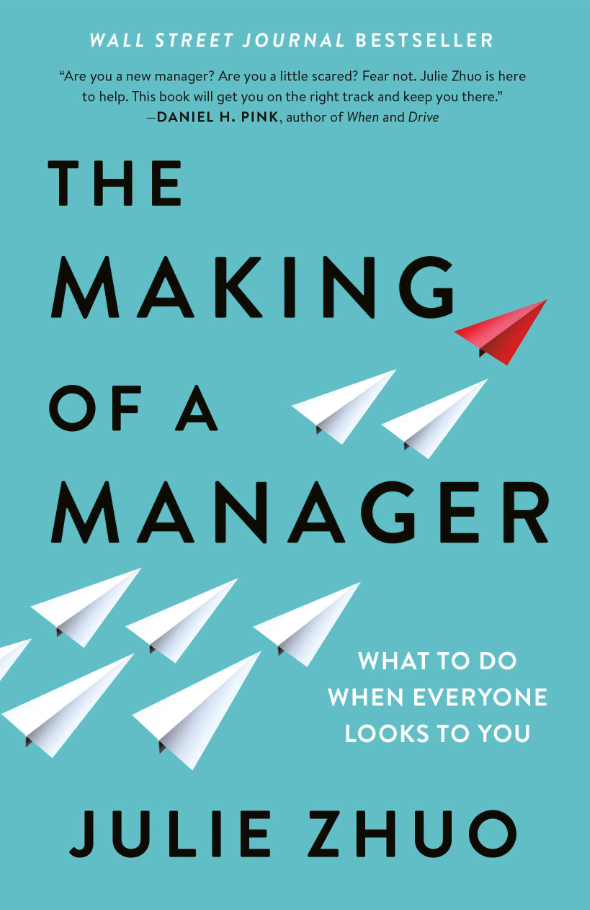 WALL STREET JOURNAL BESTSELLER
“Are you a new manager? Are you a little scared? Fear not. Julie Zhuo is here
to help. This book will get you on the right track and keep you there.”
—DANIEL H. PINK, author of When and Drive
THE
MAKING
OF A
MANAGER
WHAT TO DO
WHEN EVERYONE
LOOKS TO YOU
JULIE ZHUO